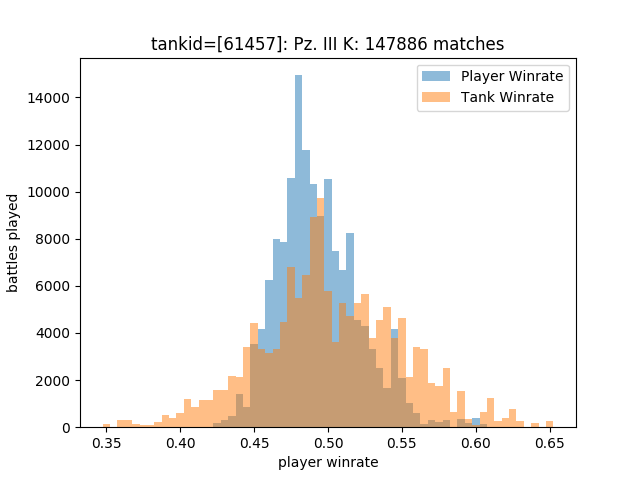 tankid=[61457]: Pz. III K: 147886 matches
Player Winrate
Tank Winrate
battles played
14000
12000
10000
8000
6000
4000
2000
0
0.35 0.40 0.45 0.50 0.55 0.60 0.65
player winrate